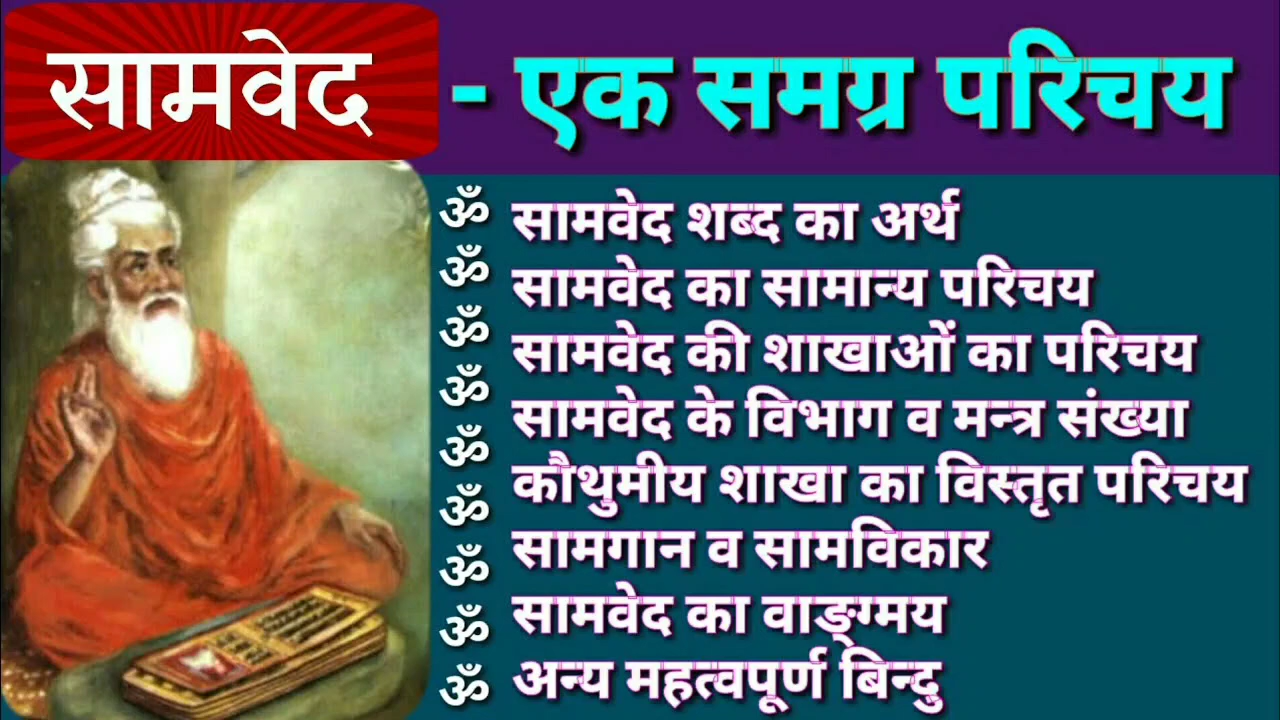 सामवेद - एक समग्र परिचय
ॐ सामवेद शब्द का अर्थ
ॐ सामवेद का सामान्य परिचय
ॐ सामवेद की शाखाओं का परिचय
ॐ सामवेद के विभाग व मन्त्र संख्या
ॐ कौथुमीय शाखा का विस्तृत परिचय
ॐ सामगान व सामविकार
ॐ सामवेद का वाङ्ग्मय
ॐ अन्य महत्वपूर्ण बिन्दु
ॐ